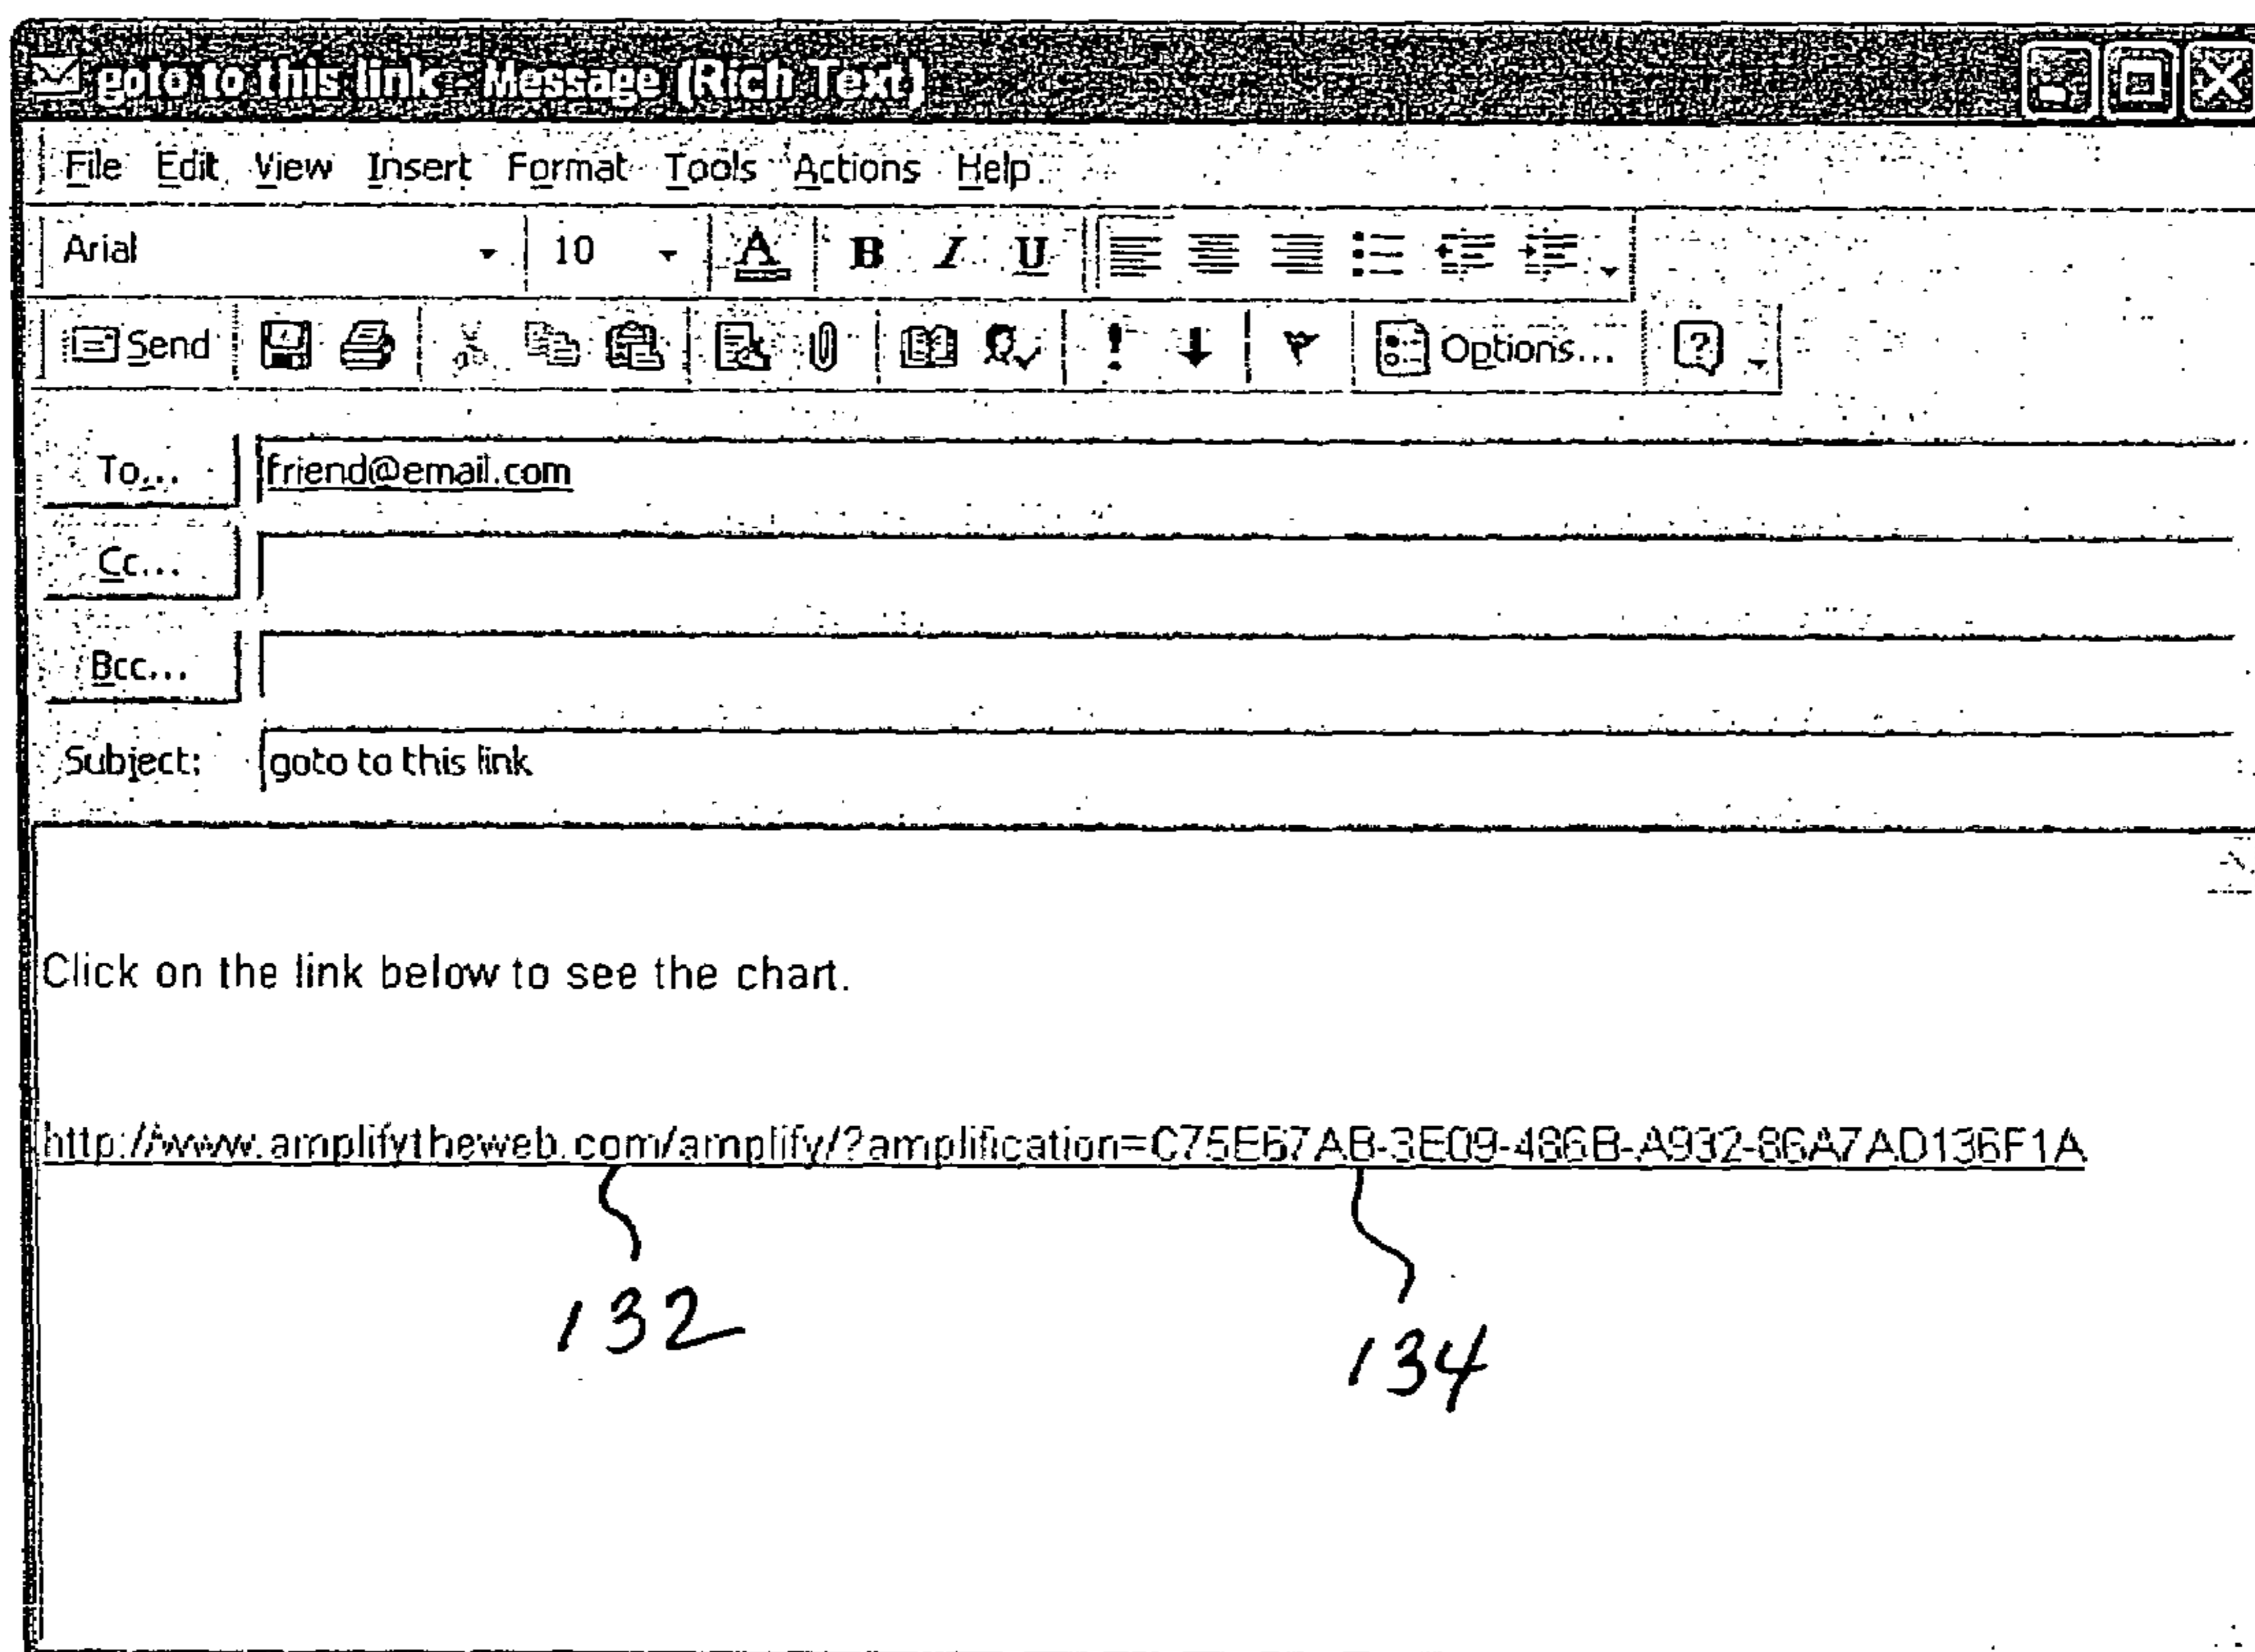 goto to this link - Message (Rich Text)
File Edit View Insert Format Tools Actions Help
Arial 10 A B I U
Send Options...
To... friend@email.com
Cc...
Bcc...
Subject: goto to this link
Click on the link below to see the chart.
http://www.amplifytheweb.com/amplify/?amplification=C75E67AB-3E09-486B-A932-86A7AD136F1A
132 134